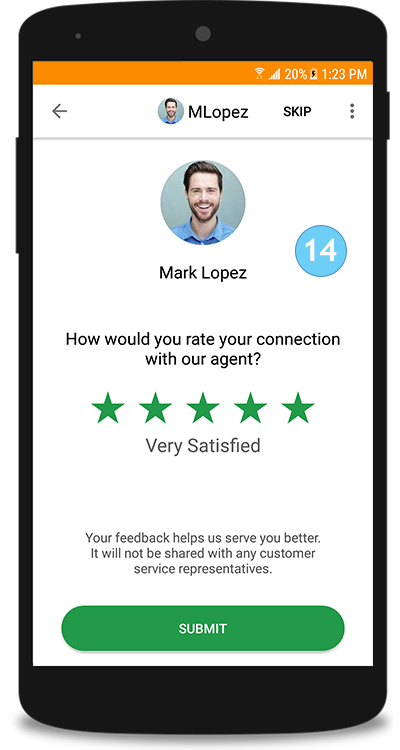 20% 1:23 PM
MLopez SKIP
14
Mark Lopez
How would you rate your connection
with our agent?
Very Satisfied
Your feedback helps us serve you better.
It will not be shared with any customer
service representatives.
SUBMIT